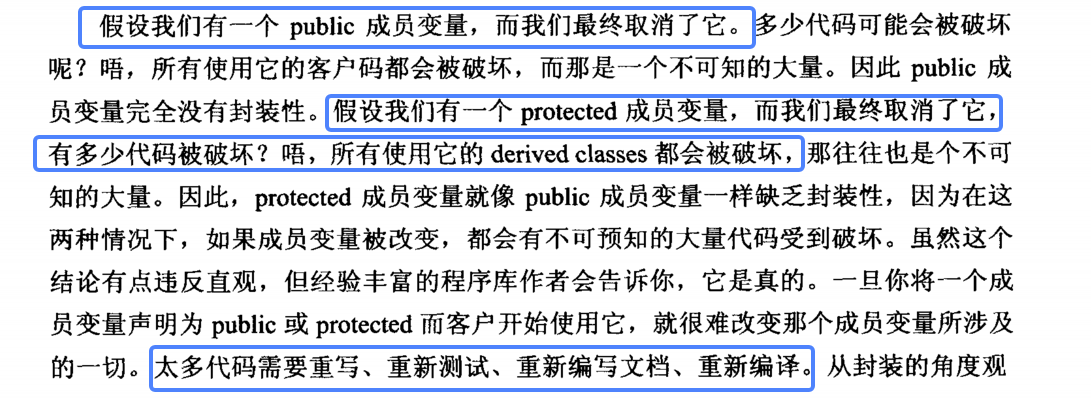 假设我们有一个 public 成员变量，而我们最终取消了它。多少代码可能会被破坏
呢？唔，所有使用它的客户码都会被破坏，而那是一个不可知的大量。因此 public 成
员变量完全没有封装性。假设我们有一个 protected 成员变量，而我们最终取消了它，
有多少代码被破坏？唔，所有使用它的 derived classes 都会被破坏，那往往也是个不可
知的大量。因此，protected 成员变量就像 public 成员变量一样缺乏封装性，因为在这
两种情况下，如果成员变量被改变，都会有不可预知的大量代码受到破坏。虽然这个
结论有点违反直观，但经验丰富的程序库作者会告诉你，它是真的。一旦你将一个成
员变量声明为 public 或 protected 而客户开始使用它，就很难改变那个成员变量所涉及
的一切。太多代码需要重写、重新测试、重新编写文档、重新编译。从封装的角度观